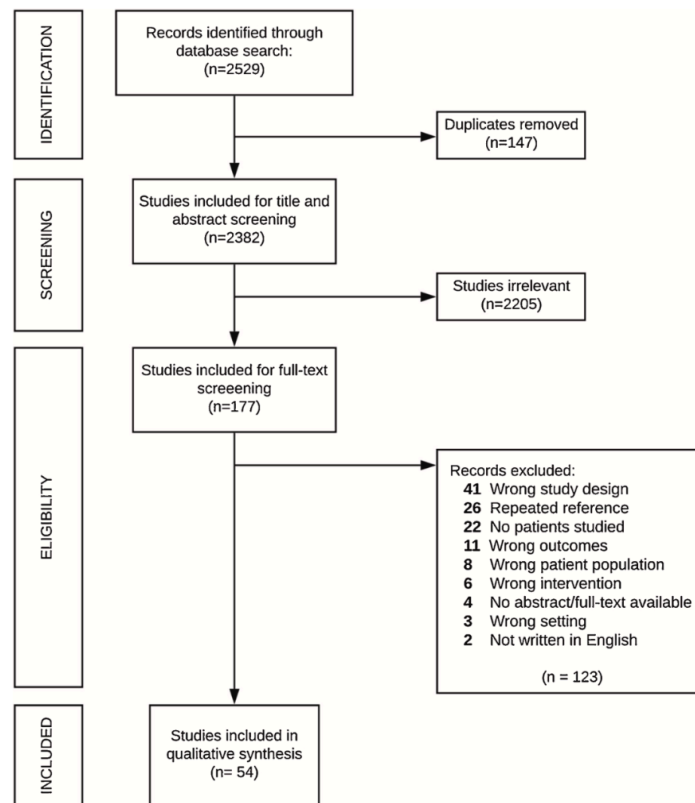 IDENTIFICATION
Records identified through
database search:
(n=2529)
Duplicates removed
(n=147)
SCREENING
Studies included for title and
abstract screening
(n=2382)
Studies irrelevant
(n=2205)
ELIGIBILITY
Studies included for full-text
screeening
(n=177)
Records excluded:
41 Wrong study design
26 Repeated reference
22 No patients studied
11 Wrong outcomes
8 Wrong patient population
6 Wrong intervention
4 No abstract/full-text available
3 Wrong setting
2 Not written in English
(n = 123)
INCLUDED
Studies included in
qualitative synthesis
(n= 54)